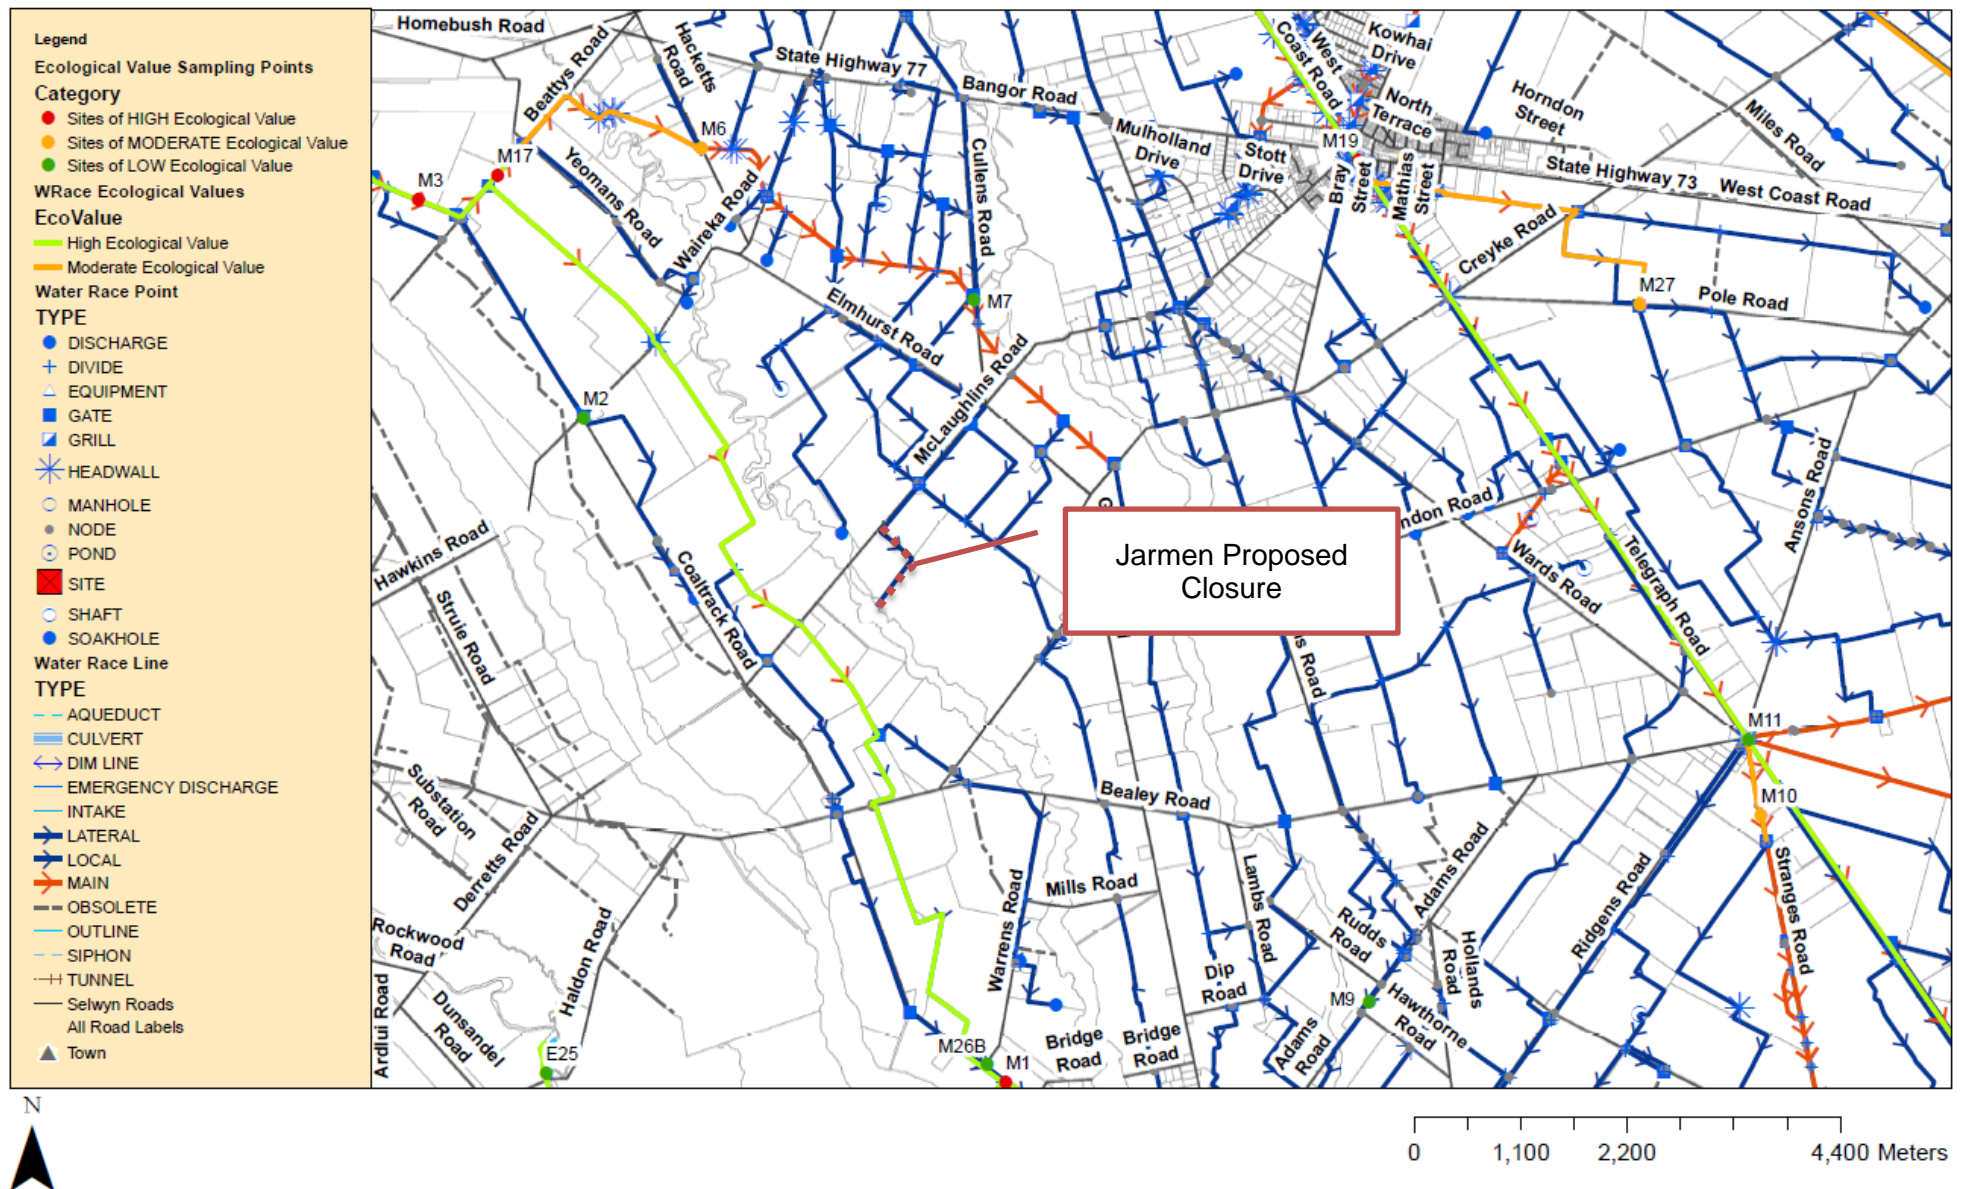 Legend
Ecological Value Sampling Points
Category
Sites of HIGH Ecological Value
Sites of MODERATE Ecological Value
Sites of LOW Ecological Value
WRace Ecological Values
EcoValue
High Ecological Value
Moderate Ecological Value
Water Race Point
TYPE
DISCHARGE
DIVIDE
EQUIPMENT
GATE
GRILL
HEADWALL
MANHOLE
NODE
POND
SITE
SHAFT
SOAKHOLE
Water Race Line
TYPE
AQUEDUCT
CULVERT
DIM LINE
EMERGENCY DISCHARGE
INTAKE
LATERAL
LOCAL
MAIN
OBSOLETE
OUTLINE
SIPHON
TUNNEL
Selwyn Roads
All Road Labels
Town
Homebush Road
Beattys Road
Hacketts
Road
State Highway 77
Bangor Road
Coast Road
West
Kowhai
Drive
North
Terrace
Horndon
Street
Miles Road
M6
M17
M3
Yeomans Road
Waireka Road
Cullens Road
Mulholland
Drive
Stott
Drive
M19
Bray
Street
Mathias
Street
State Highway 73
West Coast Road
Creyke Road
M27
Pole Road
M7
Elmhurst Road
McLaughlins Road
M2
Hawkins Road
Struie Road
Coaltrack Road
G
Jarmen Proposed
Closure
ndon Road
Wards Road
Telegraph Road
Ansons Road
ns Road
M11
M10
Substation
Road
Derretts Road
Bealey Road
Mills Road
Warrens Road
Lambs Road
Rudds
Road
Adams Road
Hollands
Road
Ridgens Road
Stranges Road
Rockwood
Road
Ardlui Road
Dunsandel
Road
Haldon Road
E25
M26B
M1
Bridge
Road
Bridge
Road
Dip
Road
Adams
Road
M9
Hawthorne
Road
N
0 1,100 2,200 4,400 Meters